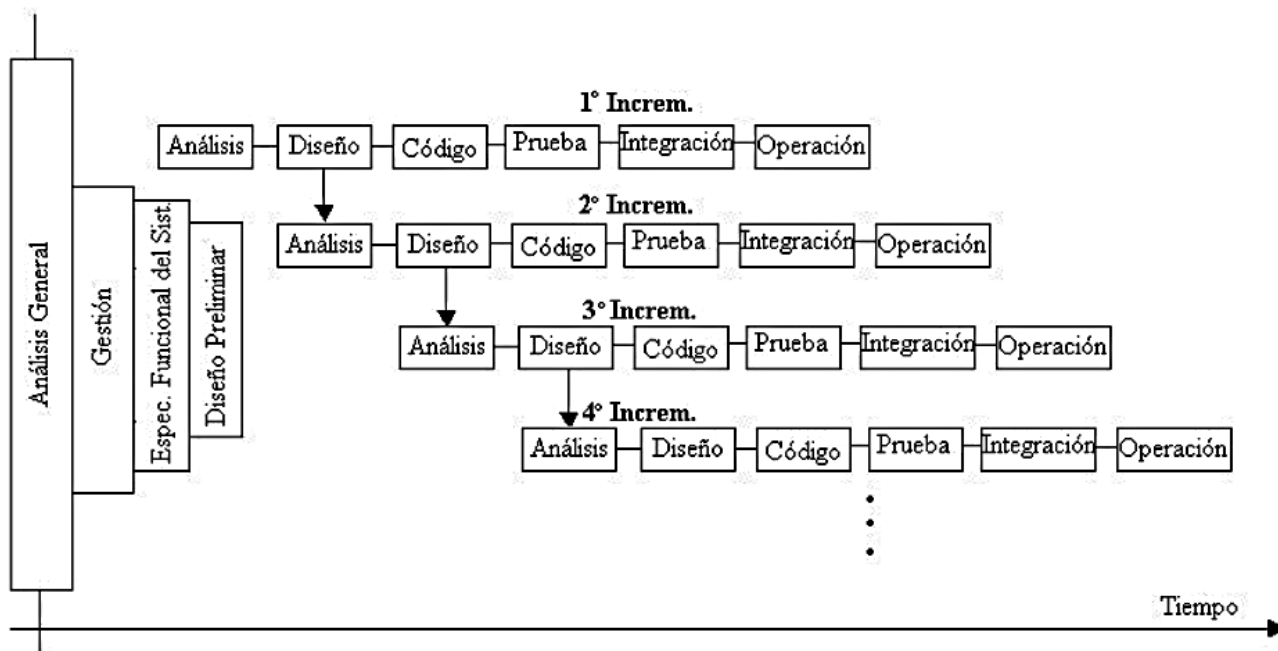 Análisis General
Gestión
Espec. Funcional del Sist.
Diseño Preliminar
1° Increm.
Análisis Diseño Código Prueba Integración Operación
2° Increm.
Análisis Diseño Código Prueba Integración Operación
3° Increm.
Análisis Diseño Código Prueba Integración Operación
4° Increm.
Análisis Diseño Código Prueba Integración Operación
Tiempo